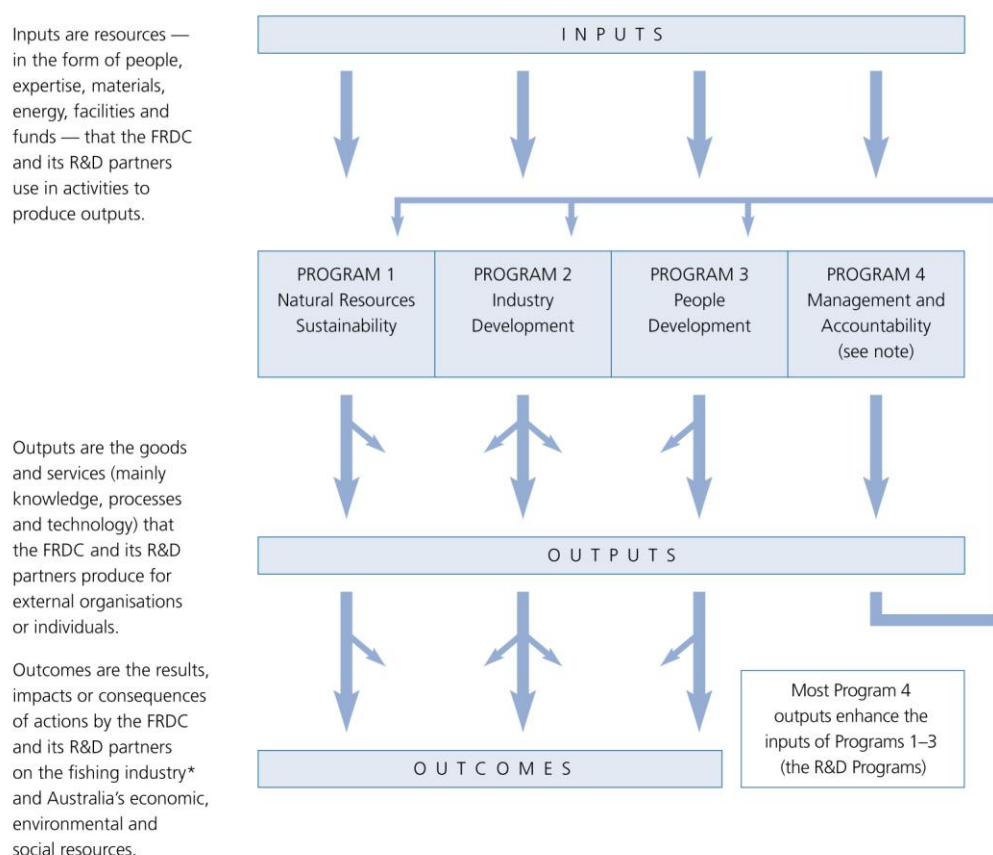 Inputs are resources —
in the form of people,
expertise, materials,
energy, facilities and
funds — that the FRDC
and its R&D partners
use in activities to
produce outputs.
INPUTS
PROGRAM 1
Natural Resources
Sustainability
PROGRAM 2
Industry
Development
PROGRAM 3
People
Development
PROGRAM 4
Management and
Accountability
(see note)
Outputs are the goods
and services (mainly
knowledge, processes
and technology) that
the FRDC and its R&D
partners produce for
external organisations
or individuals.
OUTPUTS
Outcomes are the results,
impacts or consequences
of actions by the FRDC
and its R&D partners
on the fishing industry*
and Australia’s economic,
environmental and
social resources.
OUTCOMES
Most Program 4
outputs enhance the
inputs of Programs 1–3
(the R&D Programs)